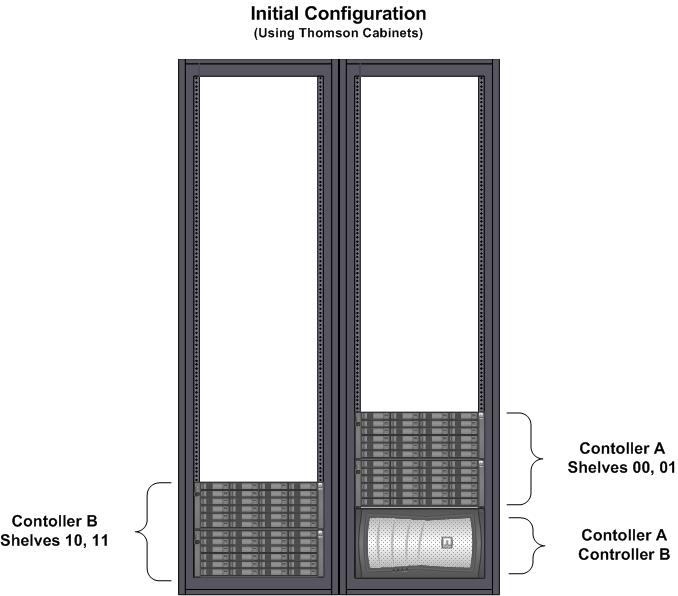 Initial Configuration
(Using Thomson Cabinets)
Contoller A
Shelves 00, 01
Contoller B
Shelves 10, 11
Contoller A
Controller B